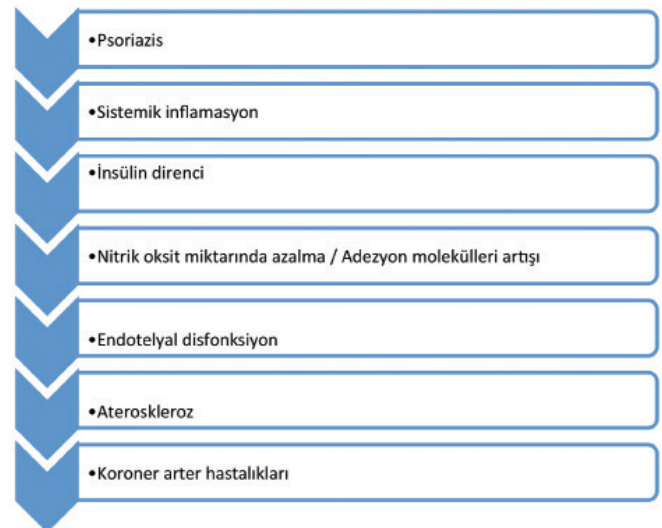 •Psoriazis
•Sistemik inflamasyon
•İnsülin direnci
•Nitrik oksit miktarında azalma / Adezyon molekülleri artışı
•Endotelyal disfonksiyon
•Ateroskleroz
•Koroner arter hastalıkları